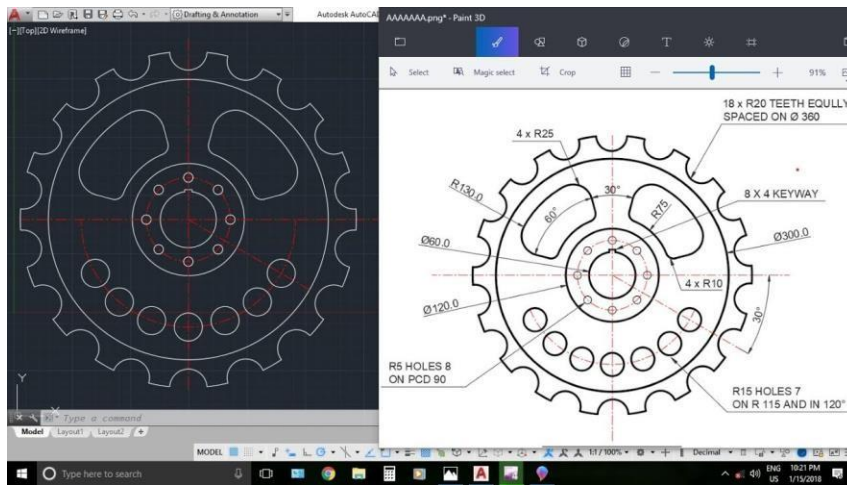 Drafting & Annotation
Autodesk AutoCA
[−][Top][2D Wireframe]
Y
X
Type a command
Model Layout1 Layout2 +
MODEL
1:1 / 100%
Decimal
AAAAAAA.png* - Paint 3D
Select
Magic select
Crop
91%
18 x R20 TEETH EQULLY
SPACED ON Ø 360
4 x R25
R130.0
30°
60°
R75
8 X 4 KEYWAY
Ø60.0
Ø300.0
Ø120.0
4 x R10
30°
R5 HOLES 8
ON PCD 90
R15 HOLES 7
ON R 115 AND IN 120°
Type here to search
ENG
US
10:21 PM
1/15/2018